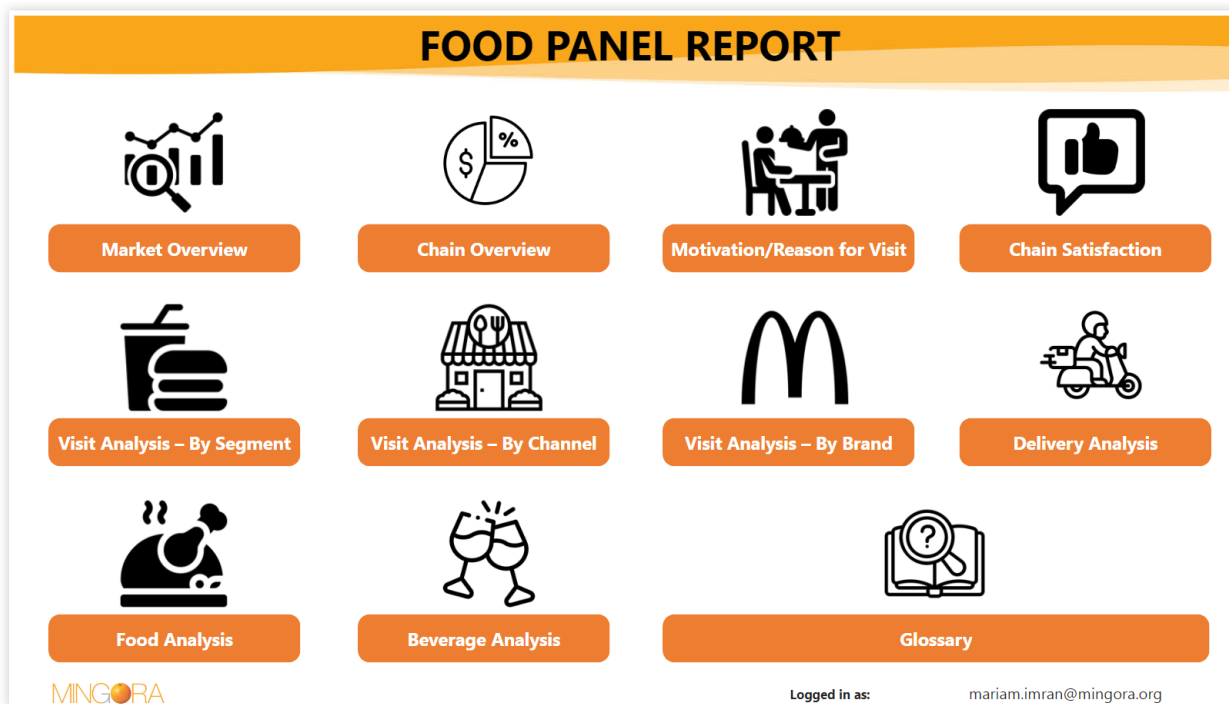 FOOD PANEL REPORT
$ %
Market Overview
Chain Overview
Motivation/Reason for Visit
Chain Satisfaction
Visit Analysis – By Segment
Visit Analysis – By Channel
Visit Analysis – By Brand
Delivery Analysis
?
Food Analysis
Beverage Analysis
Glossary
MINGORA
Logged in as: mariam.imran@mingora.org